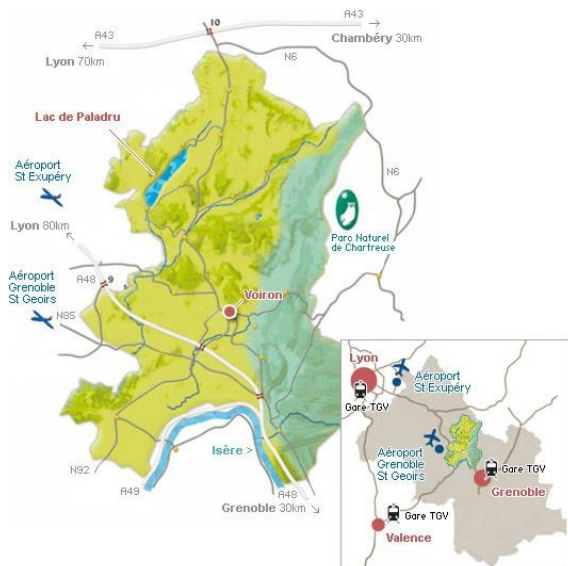 A43
10
A43
Lyon 70km
Chambéry 30km
N6
Lac de Paladru
Aéroport
St Exupéry
N6
Lyon 80km
Parc Naturel
de Chartreuse
Aéroport
Grenoble
St Geoirs
A48
9
Voiron
N85
Lyon
Aéroport
St Exupéry
Gare TGV
Aéroport
Grenoble
St Geoirs
Gare TGV
Grenoble
Gare TGV
Valence
Isère >
N92
A49
A48
Grenoble 30km